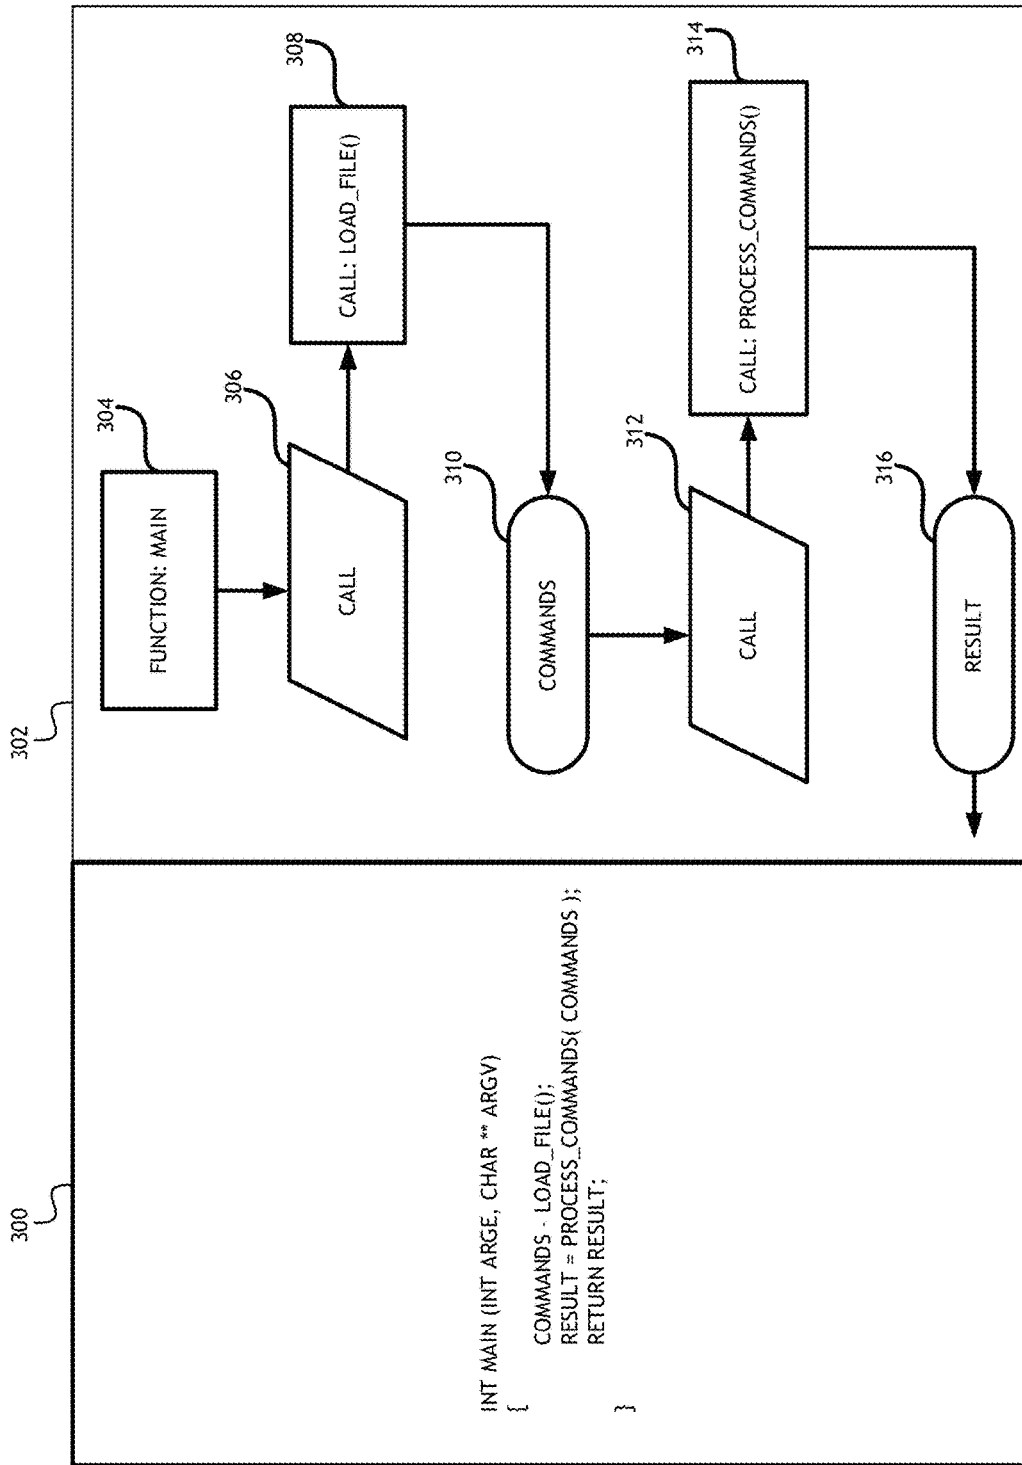 300
INT MAIN (INT ARGE, CHAR ** ARGV)
{
COMMANDS - LOAD_FILE();
RESULT = PROCESS_COMMANDS( COMMANDS );
RETURN RESULT;
}
302
304
FUNCTION: MAIN
306
CALL
308
CALL: LOAD_FILE()
310
COMMANDS
312
CALL
314
CALL: PROCESS_COMMANDS()
316
RESULT